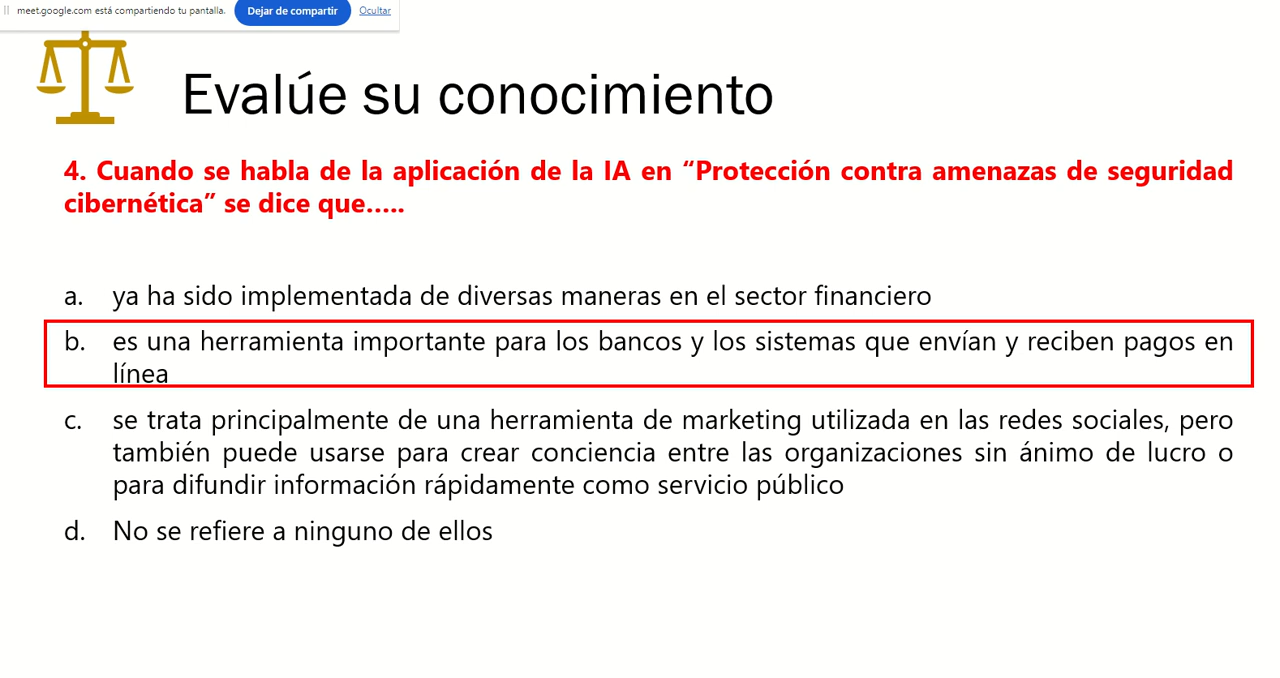 meet.google.com está compartiendo tu pantalla. Dejar de compartir Ocultar
Evalúe su conocimiento
4. Cuando se habla de la aplicación de la IA en “Protección contra amenazas de seguridad
cibernética” se dice que.....
a. ya ha sido implementada de diversas maneras en el sector financiero
b. es una herramienta importante para los bancos y los sistemas que envían y reciben pagos en
línea
c. se trata principalmente de una herramienta de marketing utilizada en las redes sociales, pero
también puede usarse para crear conciencia entre las organizaciones sin ánimo de lucro o
para difundir información rápidamente como servicio público
d. No se refiere a ninguno de ellos